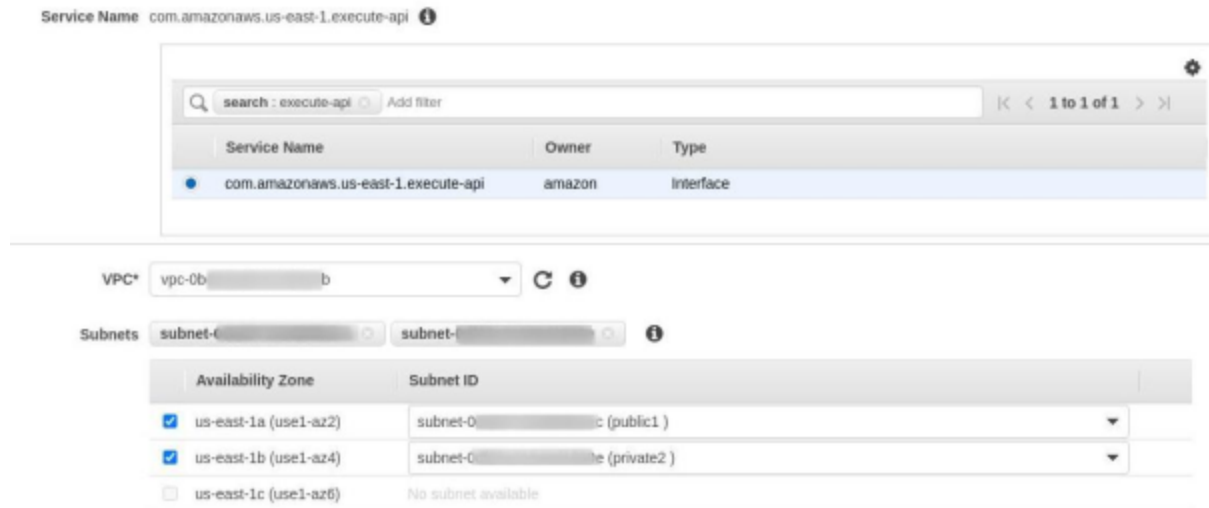 Service Name com.amazonaws.us-east-1.execute-api
search : execute-api Add filter 1 to 1 of 1
Service Name Owner Type
com.amazonaws.us-east-1.execute-api amazon Interface
VPC* vpc-0b b
Subnets subnet- subnet-
Availability Zone Subnet ID
us-east-1a (use1-az2) subnet-0 c (public1 )
us-east-1b (use1-az4) subnet-0 e (private2 )
us-east-1c (use1-az6) No subnet available